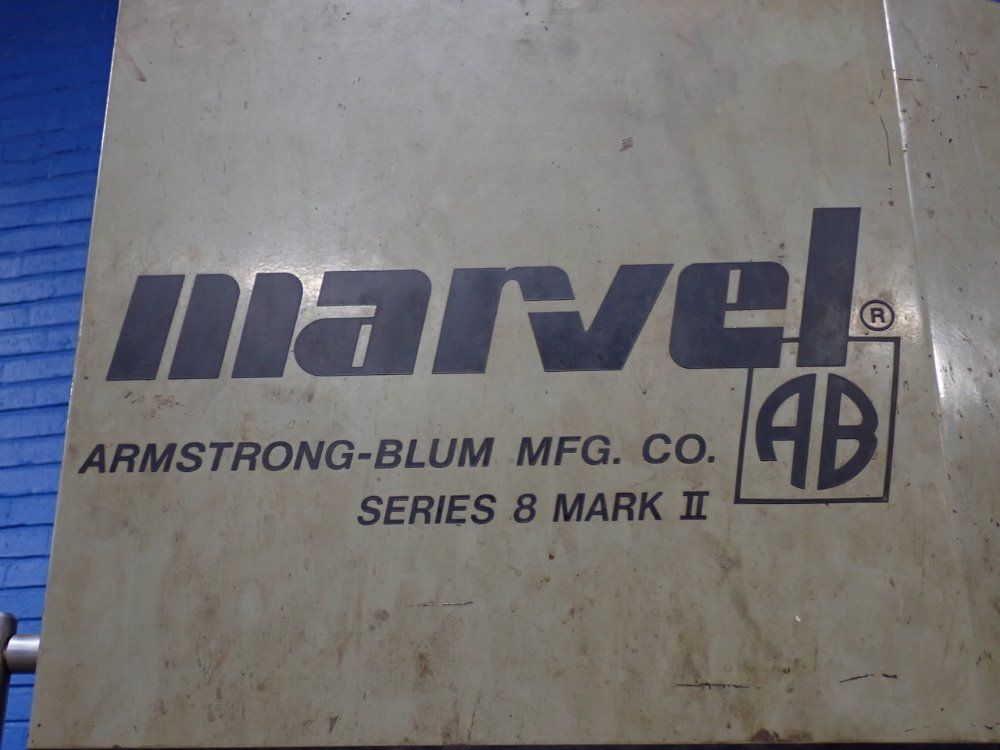 marvel®
AB
ARMSTRONG-BLUM MFG. CO.
SERIES 8 MARK II